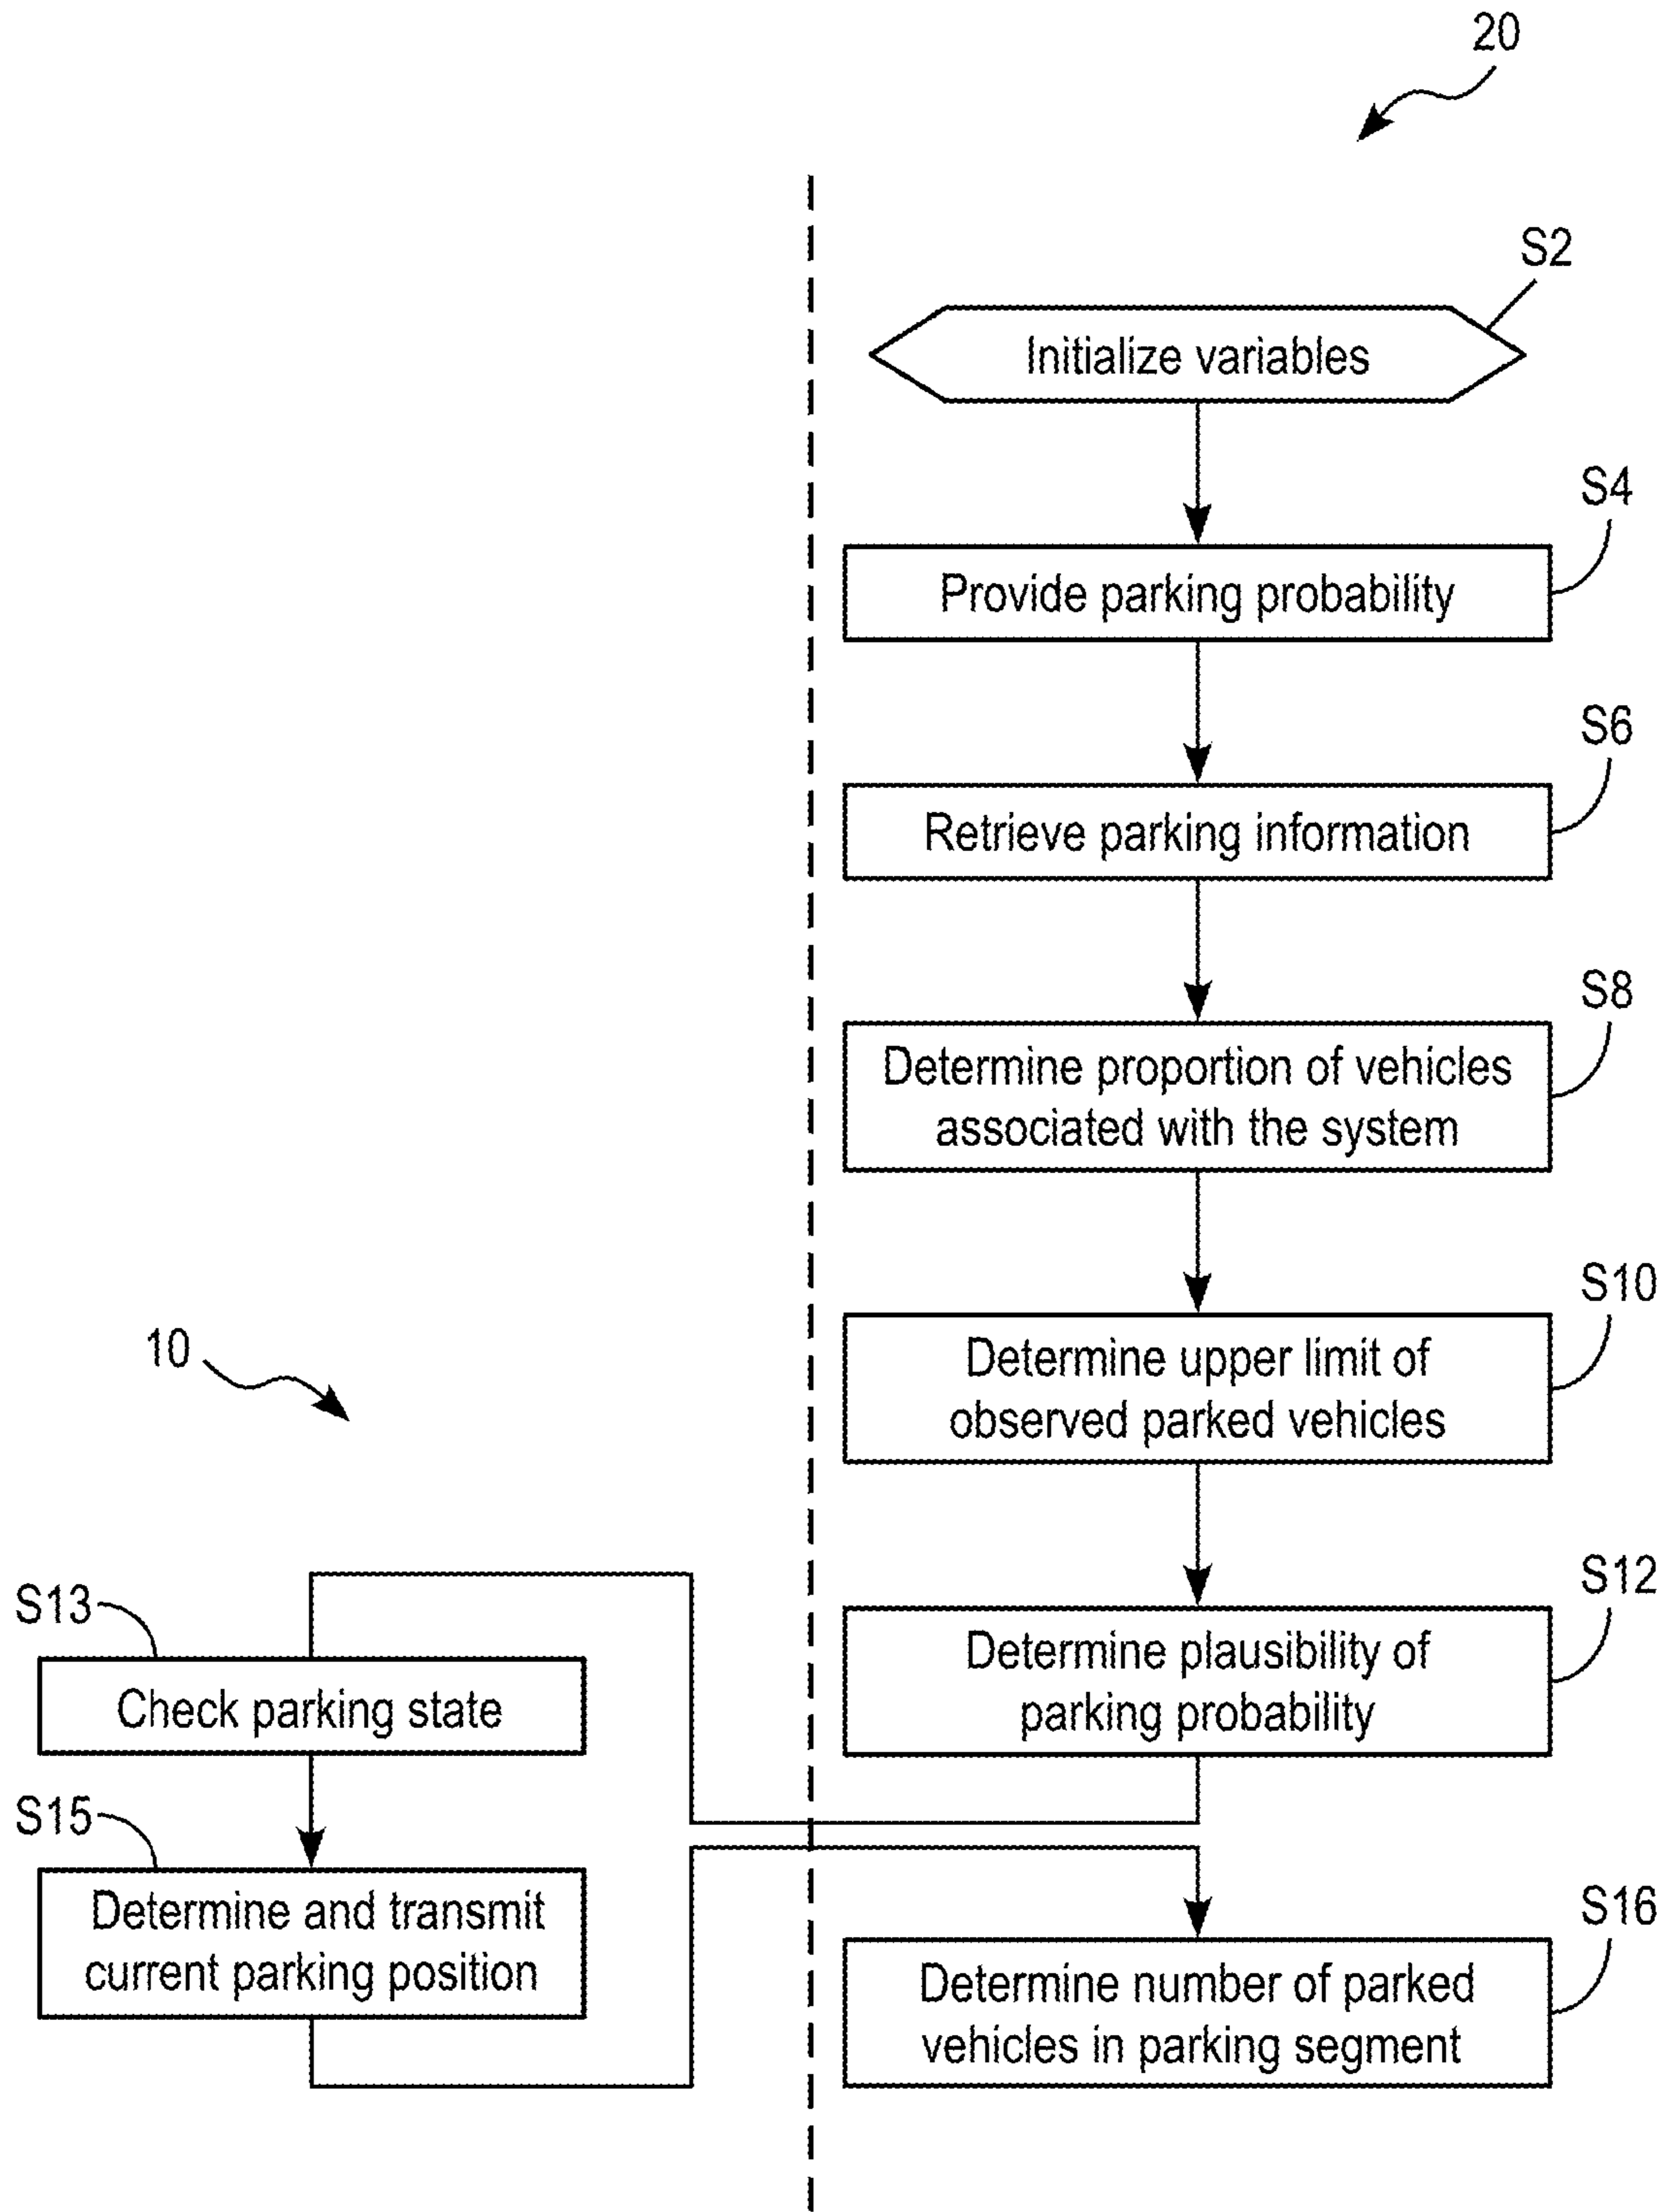 20
S2
Initialize variables
S4
Provide parking probability
S6
Retrieve parking information
S8
Determine proportion of vehicles
associated with the system
S10
Determine upper limit of
observed parked vehicles
10
S12
Determine plausibility of
parking probability
S13
Check parking state
S15
Determine and transmit
current parking position
S16
Determine number of parked
vehicles in parking segment